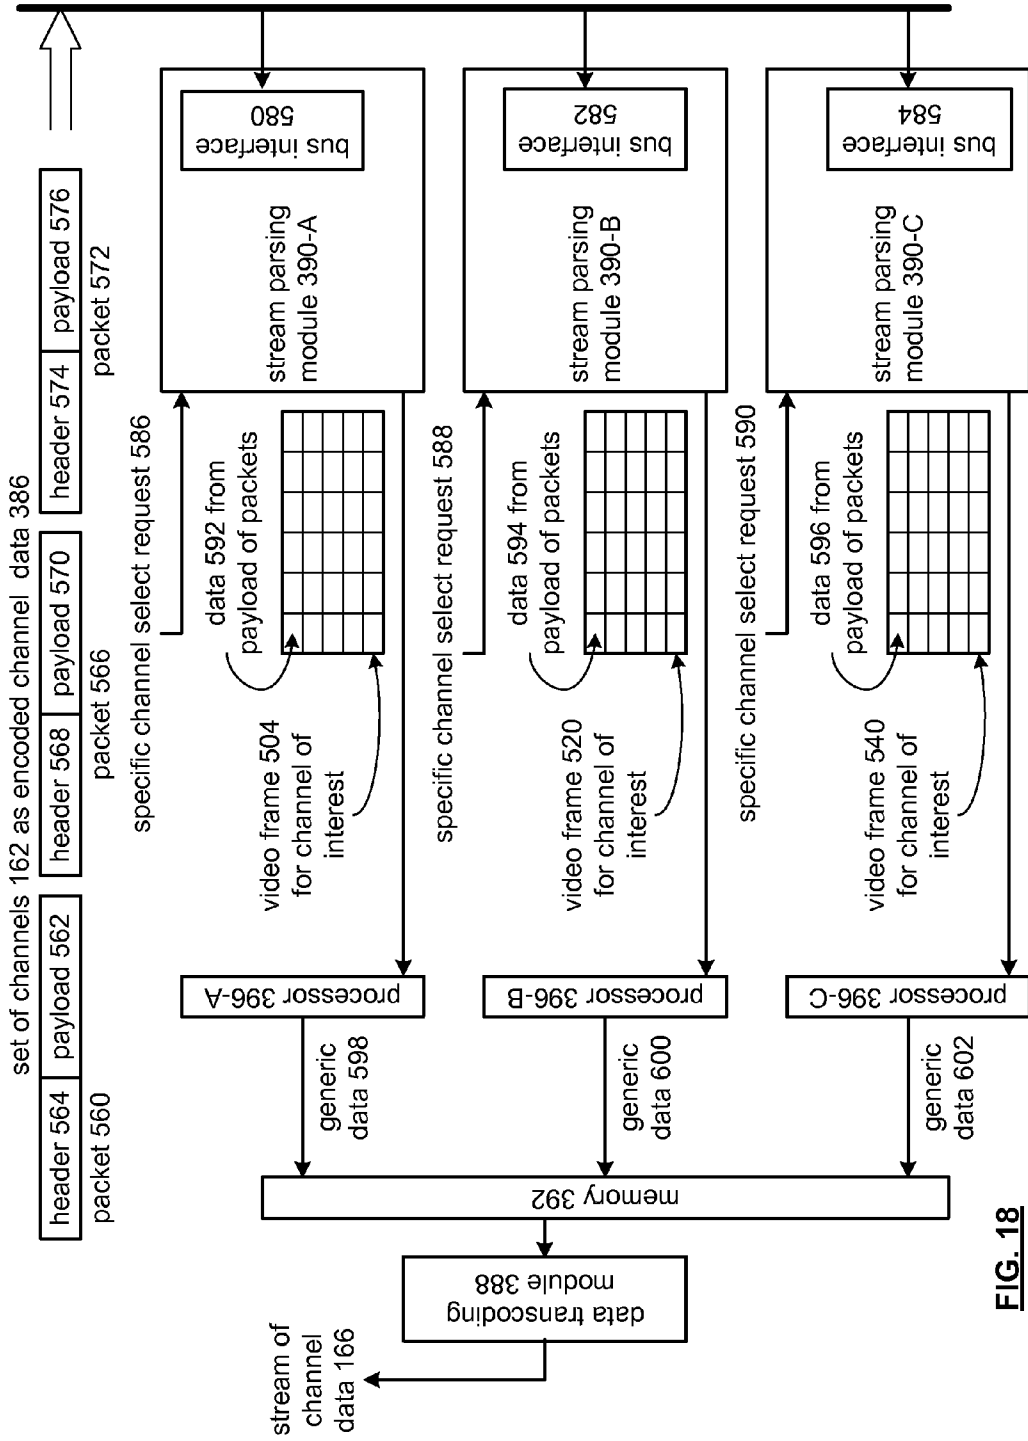 set of channels 162 as encoded channel data 386
header 564
payload 562
packet 560
header 568
payload 570
packet 566
header 574
payload 576
packet 572
specific channel select request 586
bus interface
580
stream parsing
module 390-A
data 592 from
payload of packets
video frame 504
for channel of
interest
processor 396-A
generic
data 598
specific channel select request 588
bus interface
582
stream parsing
module 390-B
data 594 from
payload of packets
video frame 520
for channel of
interest
processor 396-B
generic
data 600
specific channel select request 590
bus interface
584
stream parsing
module 390-C
data 596 from
payload of packets
video frame 540
for channel of
interest
processor 396-C
generic
data 602
memory 392
data transcoding
module 388
stream of
channel
data 166
FIG. 18